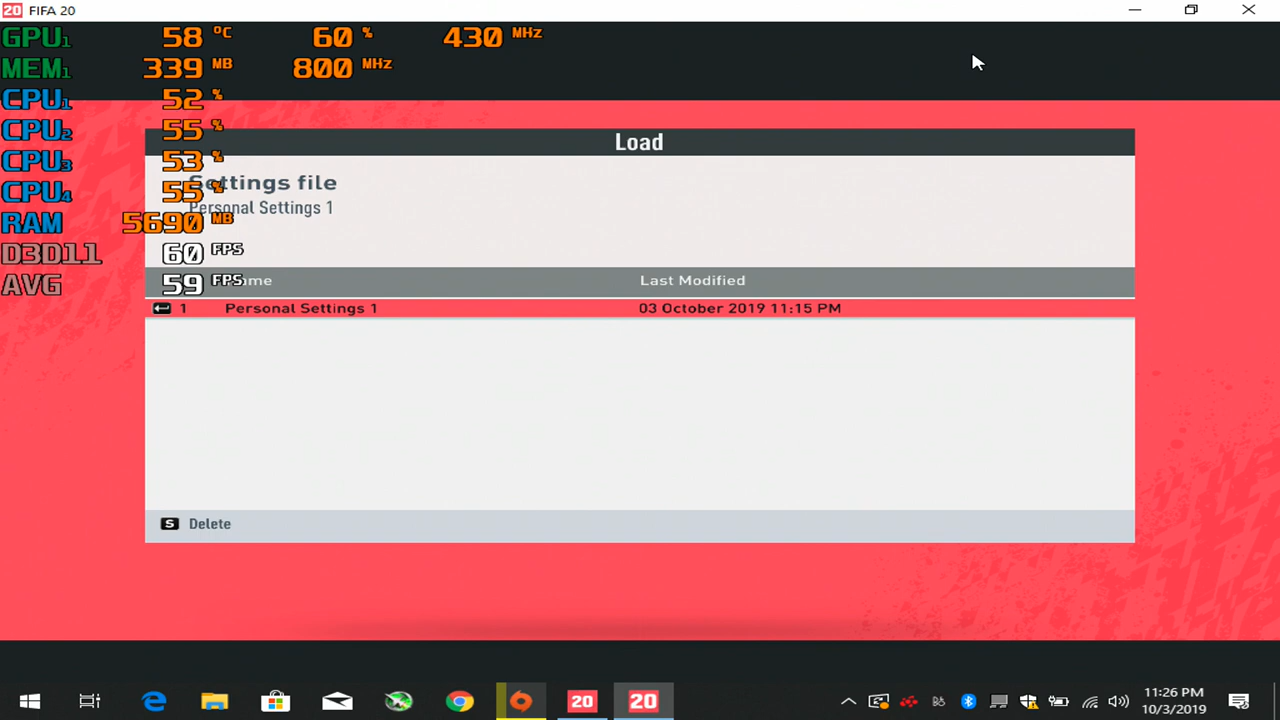 20 FIFA 20
GPU1 58 °C 60 % 430 MHz
MEM1 339 MB 800 MHz
CPU1 52 %
CPU2 55 %
CPU3 53 %
CPU4 55 %
RAM 5690 MB
D3D11 60 FPS
AVG 59 FPS
Load
Settings file
Personal Settings 1
Last Modified
1 Personal Settings 1 03 October 2019 11:15 PM
S Delete
20 20
11:26 PM
10/3/2019